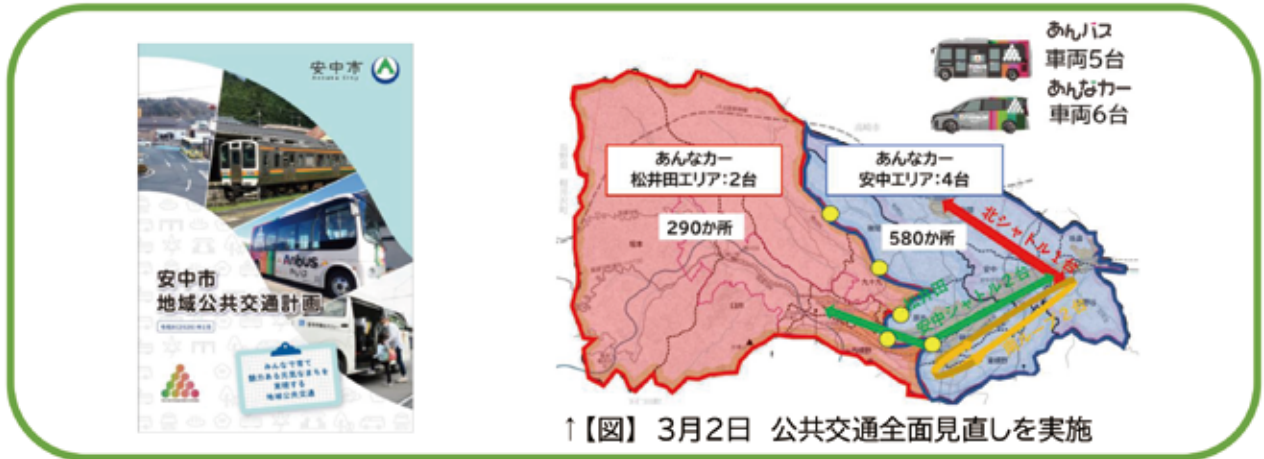 安中市
Annaka City
安中市
地域公共交通計画
みんなで育て
魅力ある元気なまちを
実現する
地域公共交通
あんバス
車両5台
あんなカー
車両6台
あんなカー
松井田エリア:2台
あんなカー
安中エリア:4台
290か所
580か所
北シャトル1台
松井田
安中シャトル2台
↑【図】 3月2日 公共交通全面見直しを実施